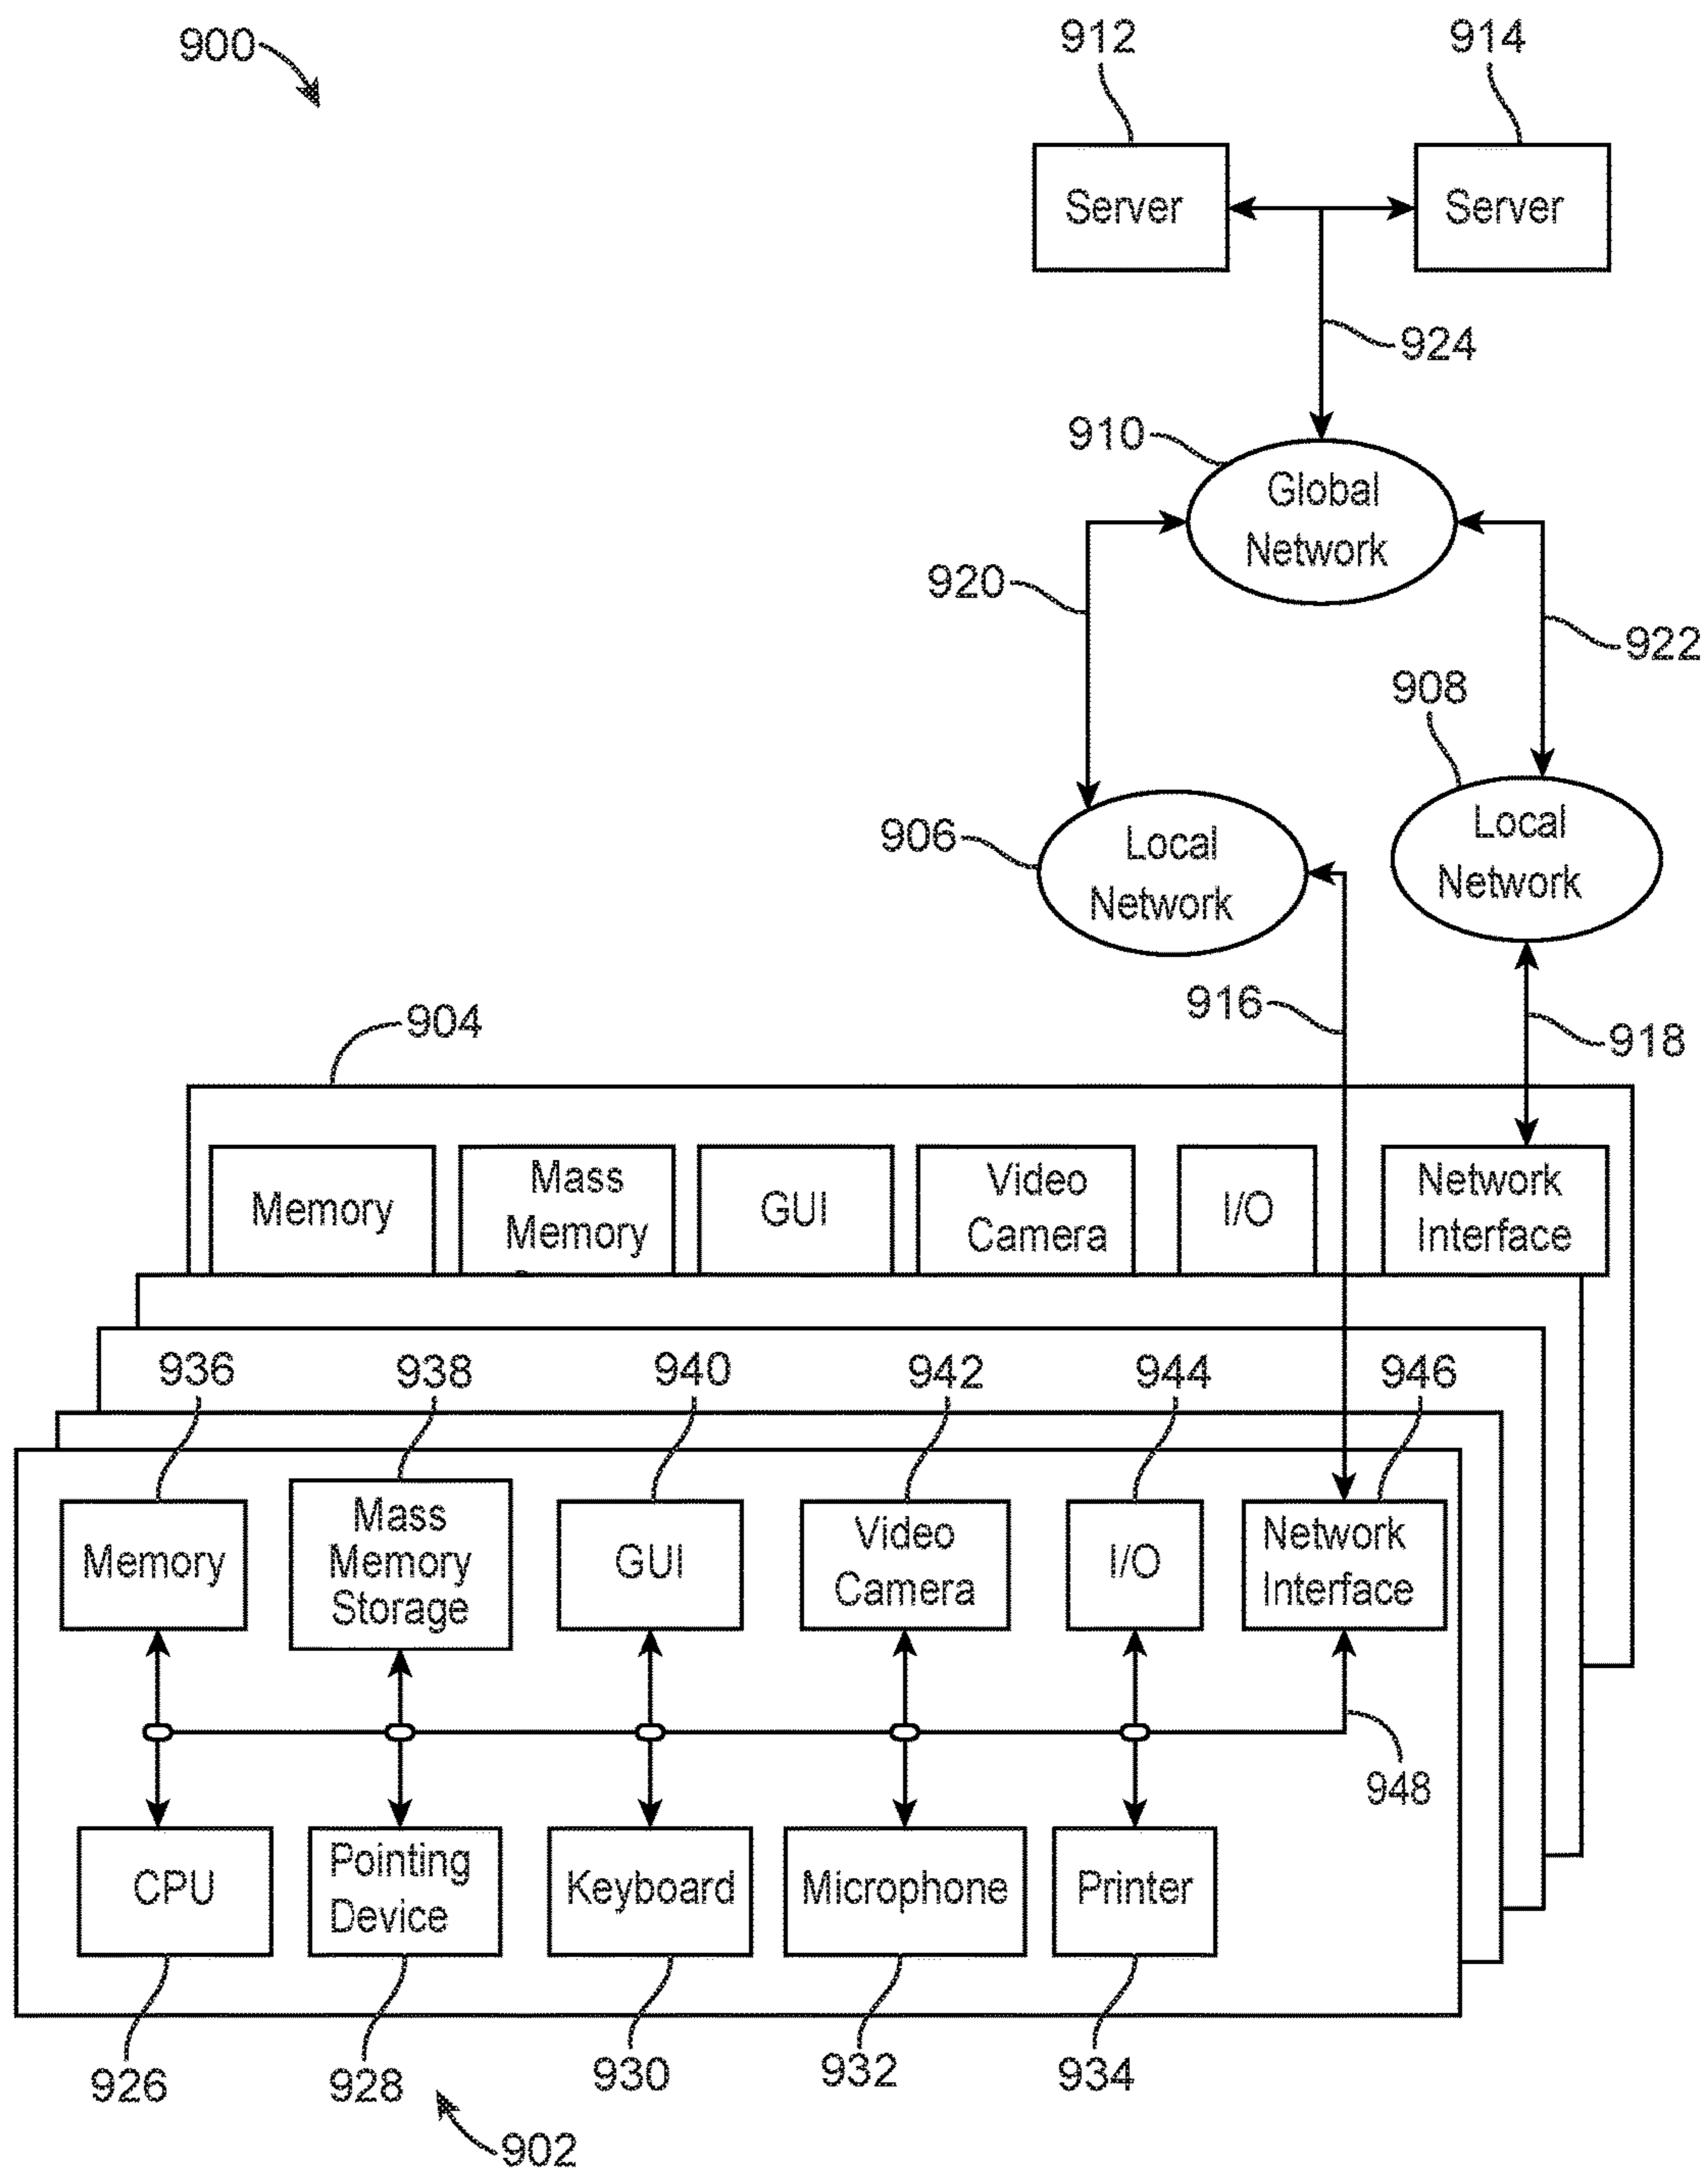 900
912
914
Server
Server
924
910
Global
Network
920
922
908
906
Local
Network
Local
Network
916
918
904
Memory
Mass
Memory
GUI
Video
Camera
I/O
Network
Interface
936
938
940
942
944
946
Memory
Mass
Memory
Storage
GUI
Video
Camera
I/O
Network
Interface
948
CPU
Pointing
Device
Keyboard
Microphone
Printer
926
928
930
932
934
902